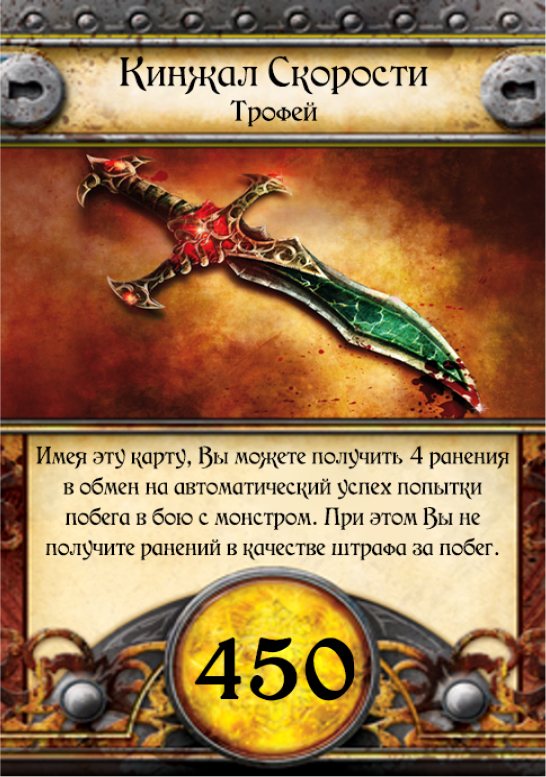 Кинжал Скорости
Трофей
Имея эту карту, Вы можете получить 4 ранения
в обмен на автоматический успех попытки
побега в бою с монстром. При этом Вы не
получите ранений в качестве штрафа за побег.
450